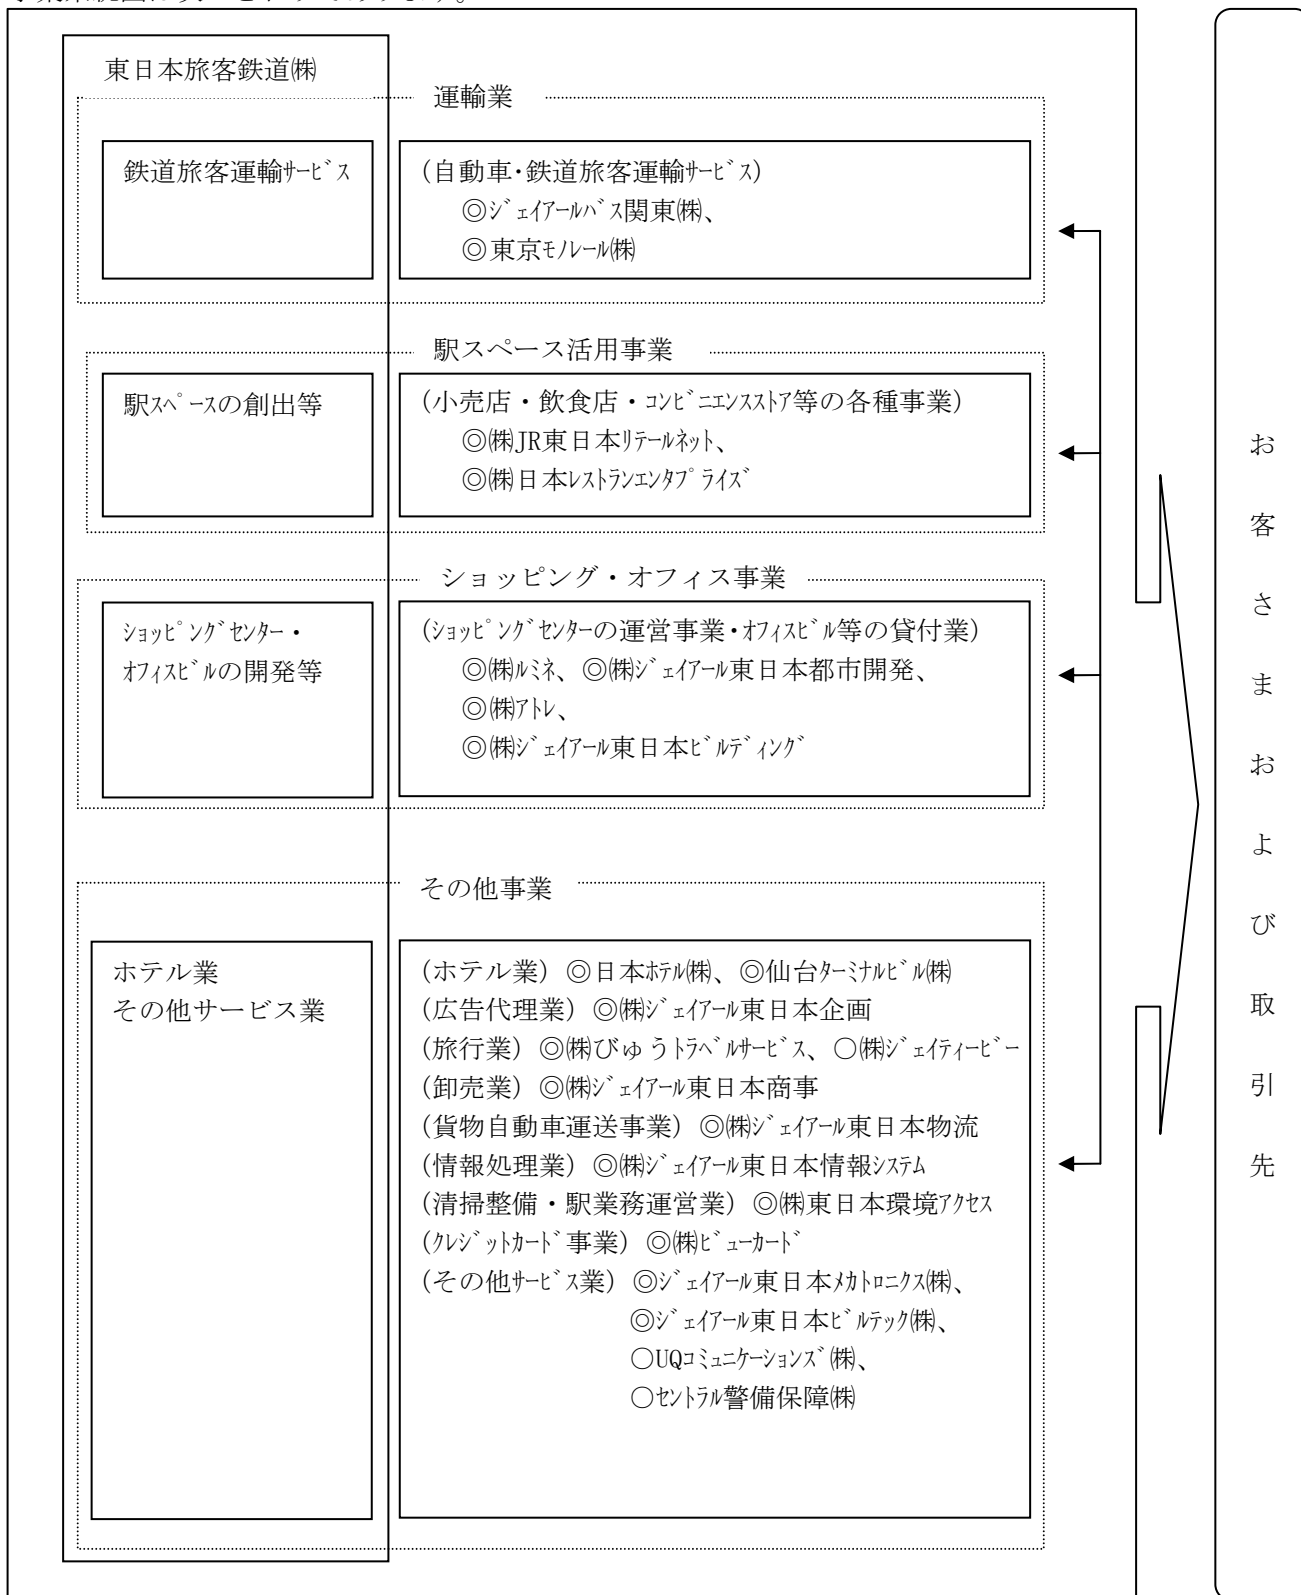 東日本旅客鉄道㈱
運輸業
鉄道旅客運輸ｻｰﾋﾞｽ
(自動車･鉄道旅客運輸ｻｰﾋﾞｽ)
◎ｼﾞｪｲｱｰﾙﾊﾞｽ関東㈱、
◎東京ﾓﾉﾚｰﾙ㈱
駅スペース活用事業
駅ｽﾍﾟｰｽの創出等
(小売店・飲食店・ｺﾝﾋﾞﾆｴﾝｽｽﾄｱ等の各種事業)
◎㈱JR東日本ﾘﾃｰﾙﾈｯﾄ、
◎㈱日本ﾚｽﾄﾗﾝｴﾝﾀﾌﾟﾗｲｽﾞ
ショッピング・オフィス事業
ｼｮｯﾋﾟﾝｸﾞｾﾝﾀｰ・
ｵﾌｨｽﾋﾞﾙの開発等
(ｼｮｯﾋﾟﾝｸﾞｾﾝﾀｰの運営事業･ｵﾌｨｽﾋﾞﾙ等の貸付業)
◎㈱ﾙﾐﾈ、◎㈱ｼﾞｪｲｱｰﾙ東日本都市開発、
◎㈱ｱﾄﾚ、
◎㈱ｼﾞｪｲｱｰﾙ東日本ﾋﾞﾙﾃﾞｨﾝｸﾞ
その他事業
ホテル業
その他サービス業
(ホテル業) ◎日本ﾎﾃﾙ㈱、◎仙台ﾀｰﾐﾅﾙﾋﾞﾙ㈱
(広告代理業) ◎㈱ｼﾞｪｲｱｰﾙ東日本企画
(旅行業) ◎㈱びゅうﾄﾗﾍﾞﾙｻｰﾋﾞｽ、○㈱ｼﾞｪｲﾃｨｰﾋﾞｰ
(卸売業) ◎㈱ｼﾞｪｲｱｰﾙ東日本商事
(貨物自動車運送事業) ◎㈱ｼﾞｪｲｱｰﾙ東日本物流
(情報処理業) ◎㈱ｼﾞｪｲｱｰﾙ東日本情報ｼｽﾃﾑ
(清掃整備・駅業務運営業) ◎㈱東日本環境ｱｸｾｽ
(ｸﾚｼﾞｯﾄｶｰﾄﾞ事業) ◎㈱ﾋﾞｭｰｶｰﾄﾞ
(その他ｻｰﾋﾞｽ業) ◎ｼﾞｪｲｱｰﾙ東日本ﾒｶﾄﾛﾆｸｽ㈱、
◎ｼﾞｪｲｱｰﾙ東日本ﾋﾞﾙﾃｯｸ㈱、
○UQｺﾐｭﾆｹｰｼｮﾝｽﾞ㈱、
○ｾﾝﾄﾗﾙ警備保障㈱
お客さまおよび取引先